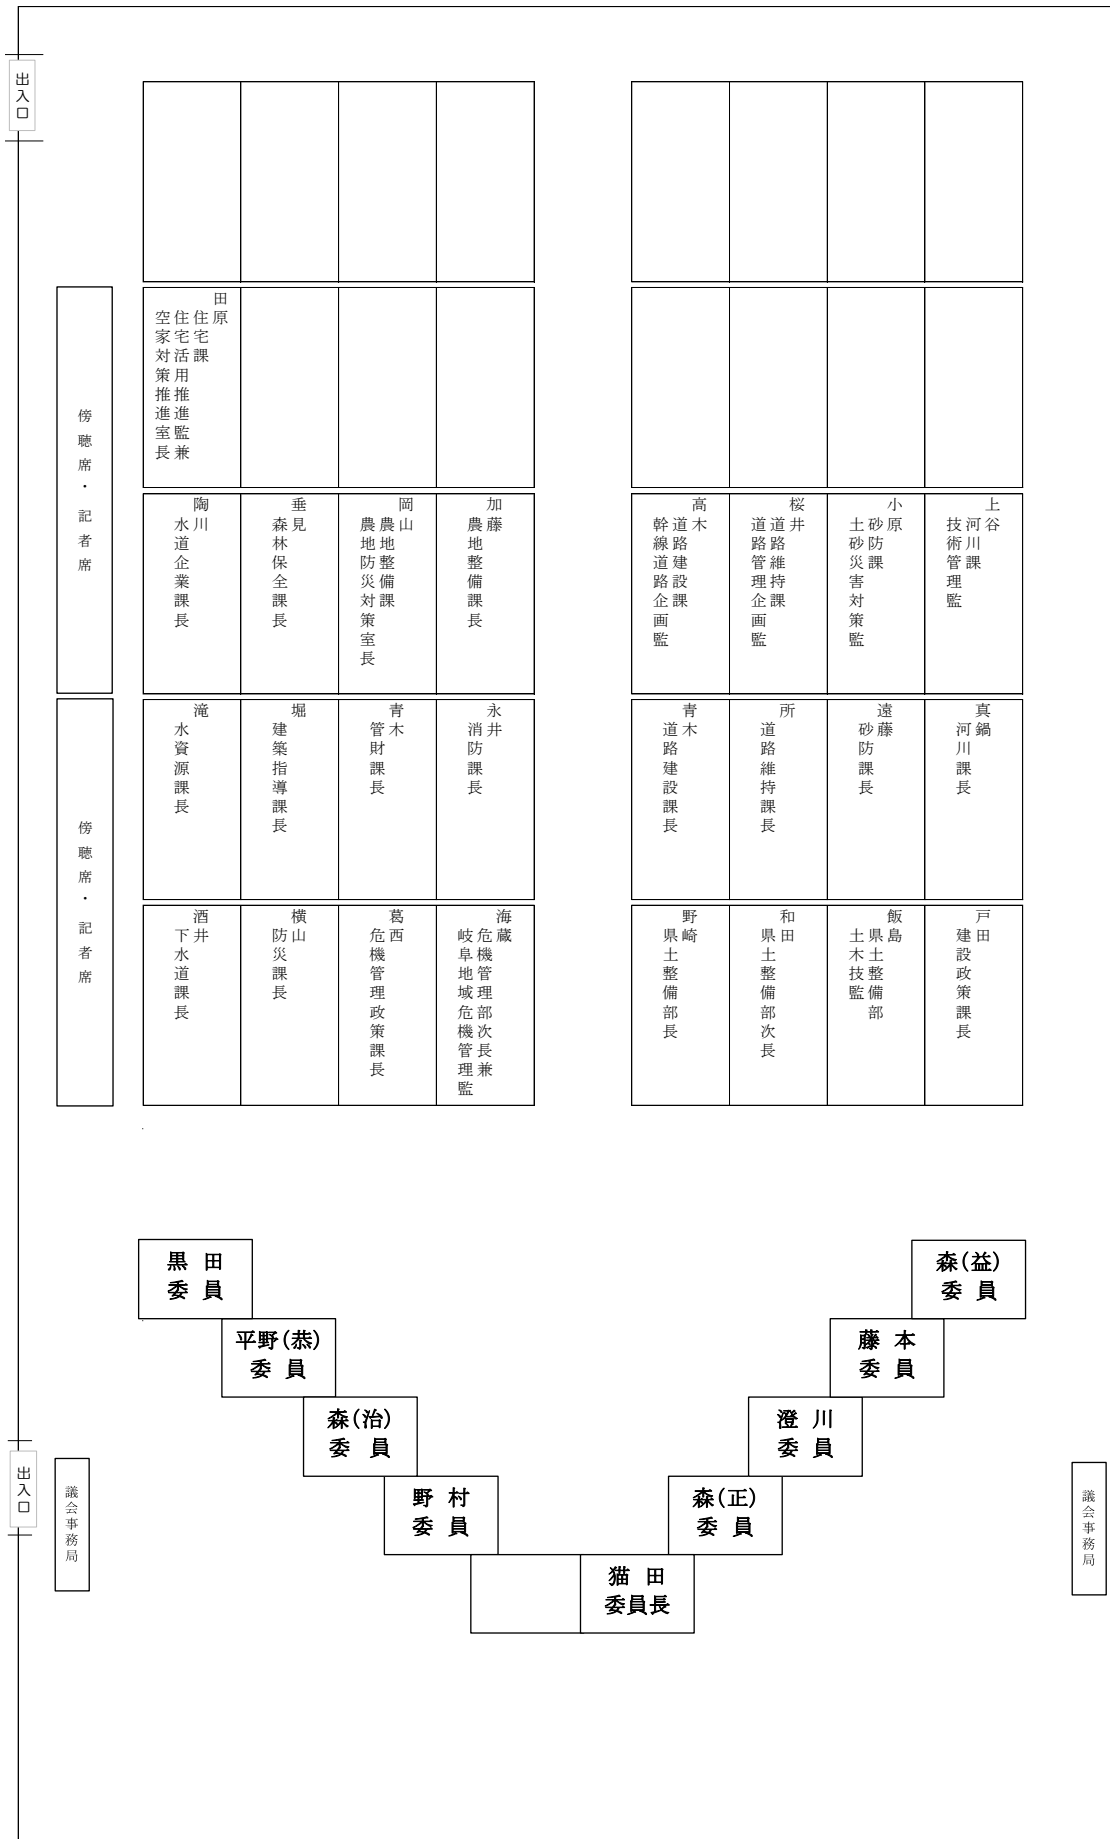 出入口
田原
住宅課
住宅活用推進監兼
空家対策推進室長
傍聴席・記者席
陶川
水道企業課長
垂見
森林保全課長
岡山
農地整備課
農地防災対策室長
加藤
農地整備課長
高木
道路建設課
幹線道路企画監
桜井
道路維持課
道路管理企画監
小原
砂防課
土砂災害対策監
上谷
河川課
技術管理監
滝
水資源課長
堀
建築指導課長
青木
管財課長
永井
消防課長
青木
道路建設課長
所
道路維持課長
遠藤
砂防課長
真鍋
河川課長
傍聴席・記者席
酒井
下水道課長
横山
防災課長
葛西
危機管理政策課長
海蔵
危機管理部次長兼
岐阜地域危機管理監
野崎
県土整備部長
和田
県土整備部次長
飯島
県土整備部
土木技監
戸田
建設政策課長
黒田
委員
森(益)
委員
平野(恭)
委員
藤本
委員
森(治)
委員
澄川
委員
野村
委員
森(正)
委員
猫田
委員長
出入口
議会事務局
議会事務局